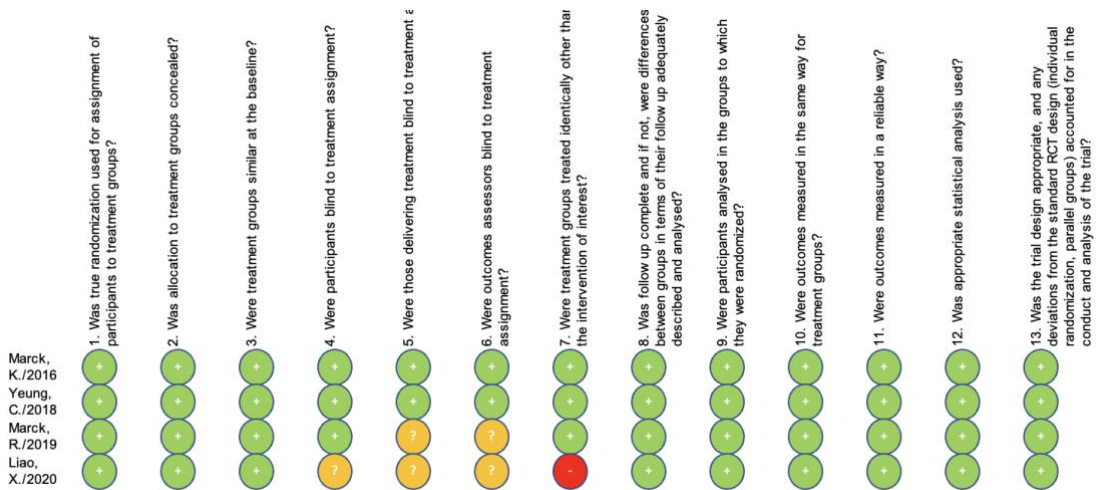 1. Was true randomization used for assignment of
participants to treatment groups?
2. Was allocation to treatment groups concealed?
3. Were treatment groups similar at the baseline?
4. Were participants blind to treatment assignment?
5. Were those delivering treatment blind to treatment
6. Were outcomes assessors blind to treatment
assignment?
7. Were treatment groups treated identically other than
the intervention of interest?
8. Was follow up complete and if not, were differences
between groups in terms of their follow up adequately
described and analysed?
9. Were participants analysed in the groups to which
they were randomized?
10. Were outcomes measured in the same way for
treatment groups?
11. Were outcomes measured in a reliable way?
12. Was appropriate statistical analysis used?
13. Was the trial design appropriate, and any
deviations from the standard RCT design (individual
randomization, parallel groups) accounted for in the
conduct and analysis of the trial?
Marck,
K./2016
+ + + + + + + + + + + + +
Yeung,
C./2018
+ + + + + + + + + + + + +
Marck,
R./2019
+ + + + ? ? + + + + + + +
Liao,
X./2020
+ + + ? ? ? - + + + + + +